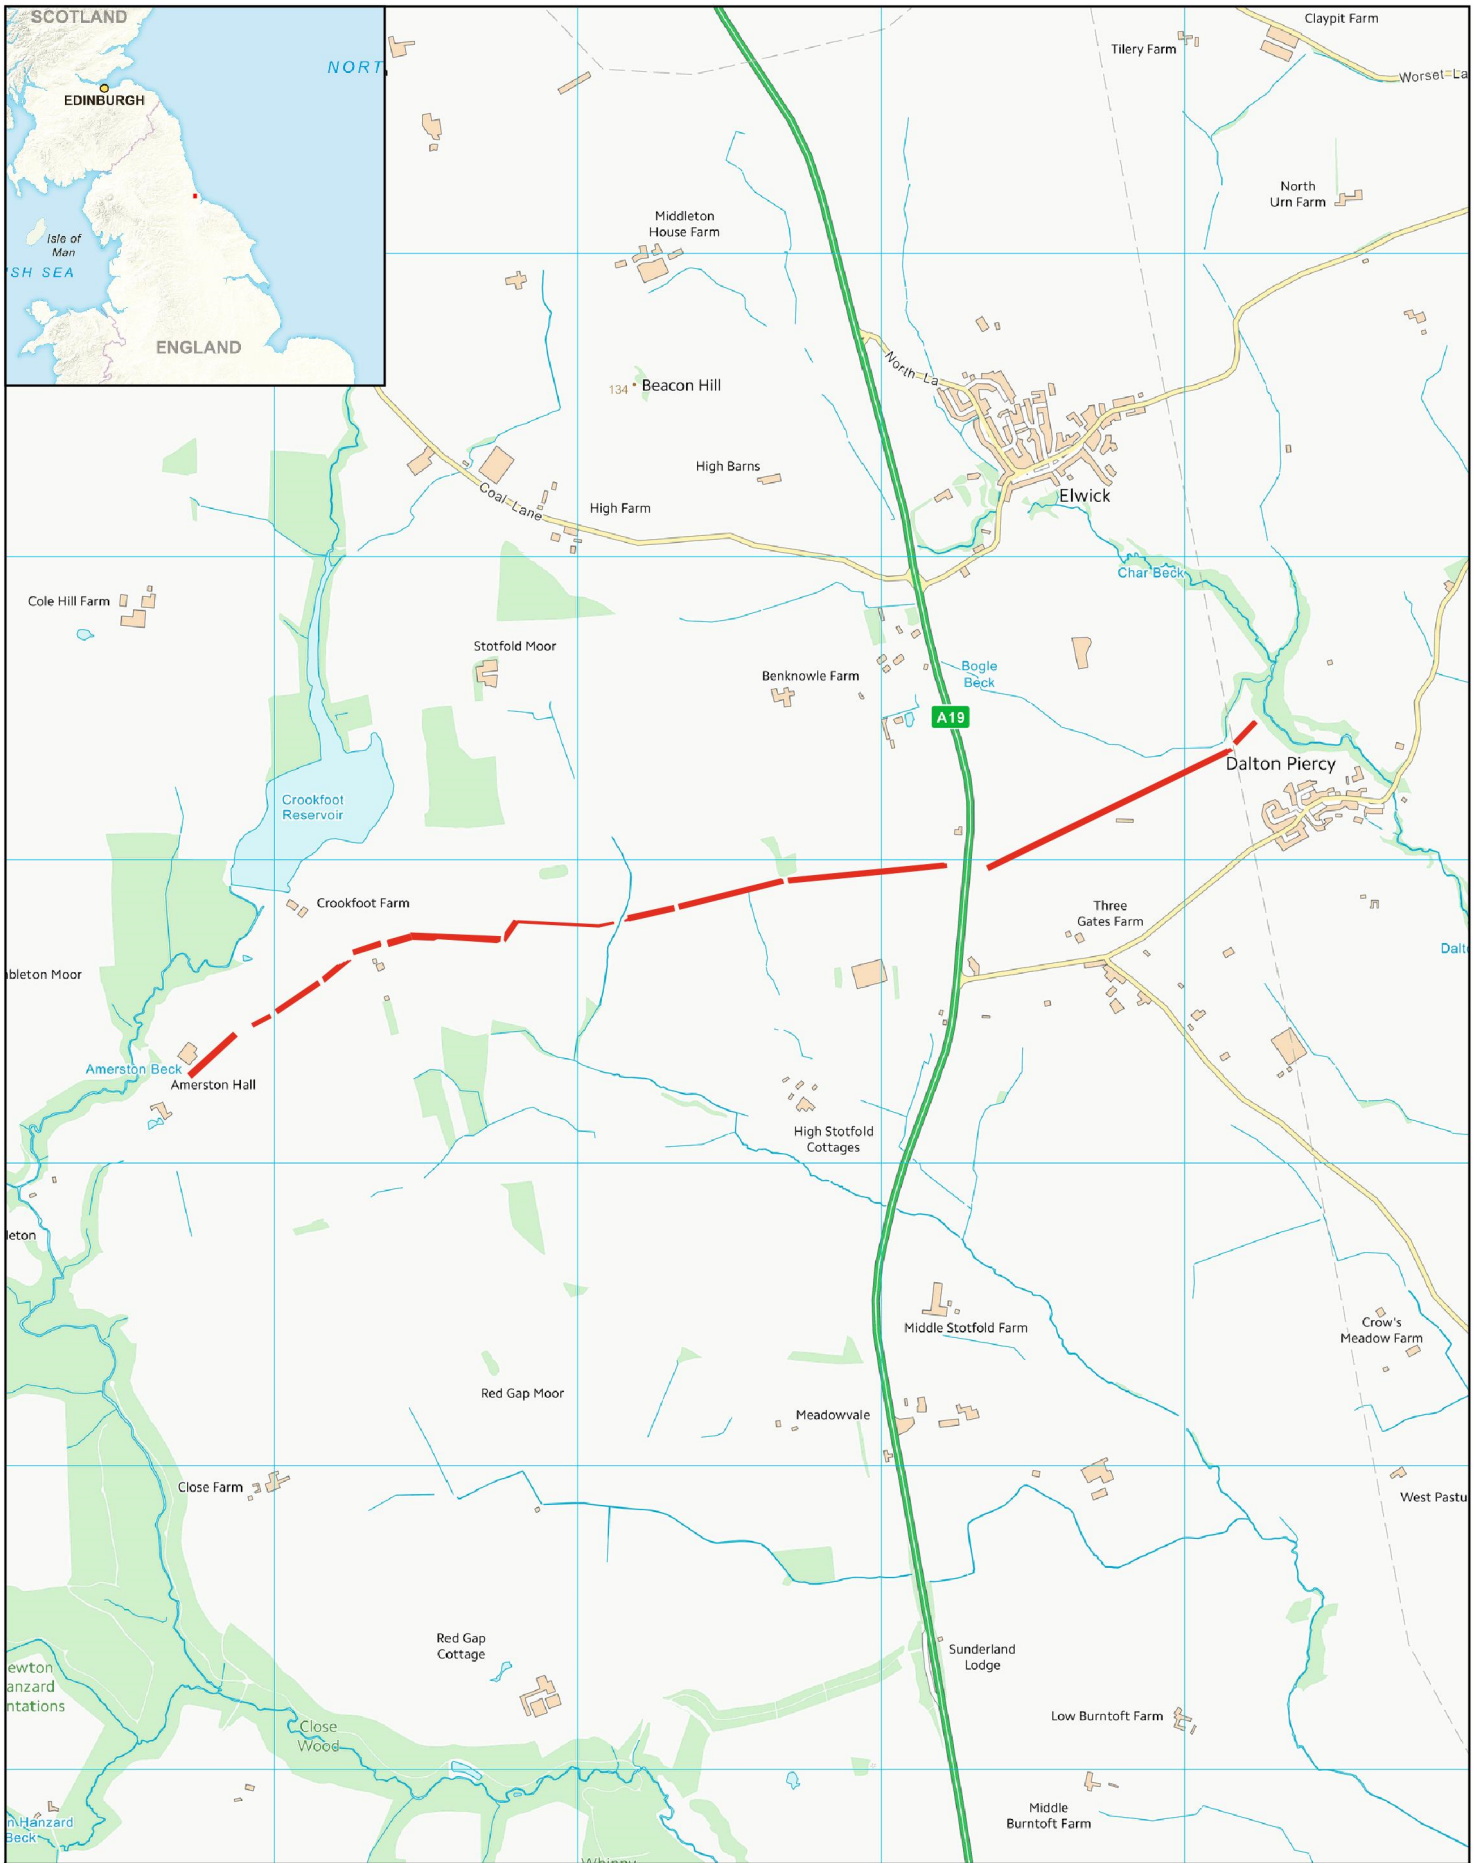 SCOTLAND
NORT
EDINBURGH
Isle of
Man
SH SEA
ENGLAND
Claypit Farm
Tilery Farm
Worset La
North
Urn Farm
Middleton
House Farm
North La
134
Beacon Hill
High Barns
Coal Lane
High Farm
Elwick
Char Beck
Cole Hill Farm
Stotfold Moor
Benknowle Farm
Bogle
Beck
A19
Dalton Piercy
Crookfoot
Reservoir
Crookfoot Farm
Three
Gates Farm
Dalt
bleton Moor
Amerston Beck
Amerston Hall
High Stotfold
Cottages
leton
Middle Stotfold Farm
Crow's
Meadow Farm
Red Gap Moor
Meadowvale
Close Farm
West Pastu
Red Gap
Cottage
Sunderland
Lodge
ewton
anzard
ntations
Close
Wood
Low Burntoft Farm
Middle
Burntoft Farm
n Hanzard
Beck